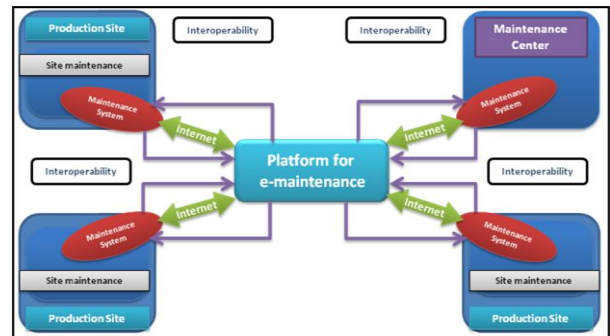 Production Site
Site maintenance
Maintenance
System
Interoperability
Interoperability
Maintenance
Center
Maintenance
System
Internet
Internet
Platform for
e-maintenance
Interoperability
Interoperability
Internet
Internet
Maintenance
System
Site maintenance
Production Site
Maintenance
System
Site maintenance
Production Site